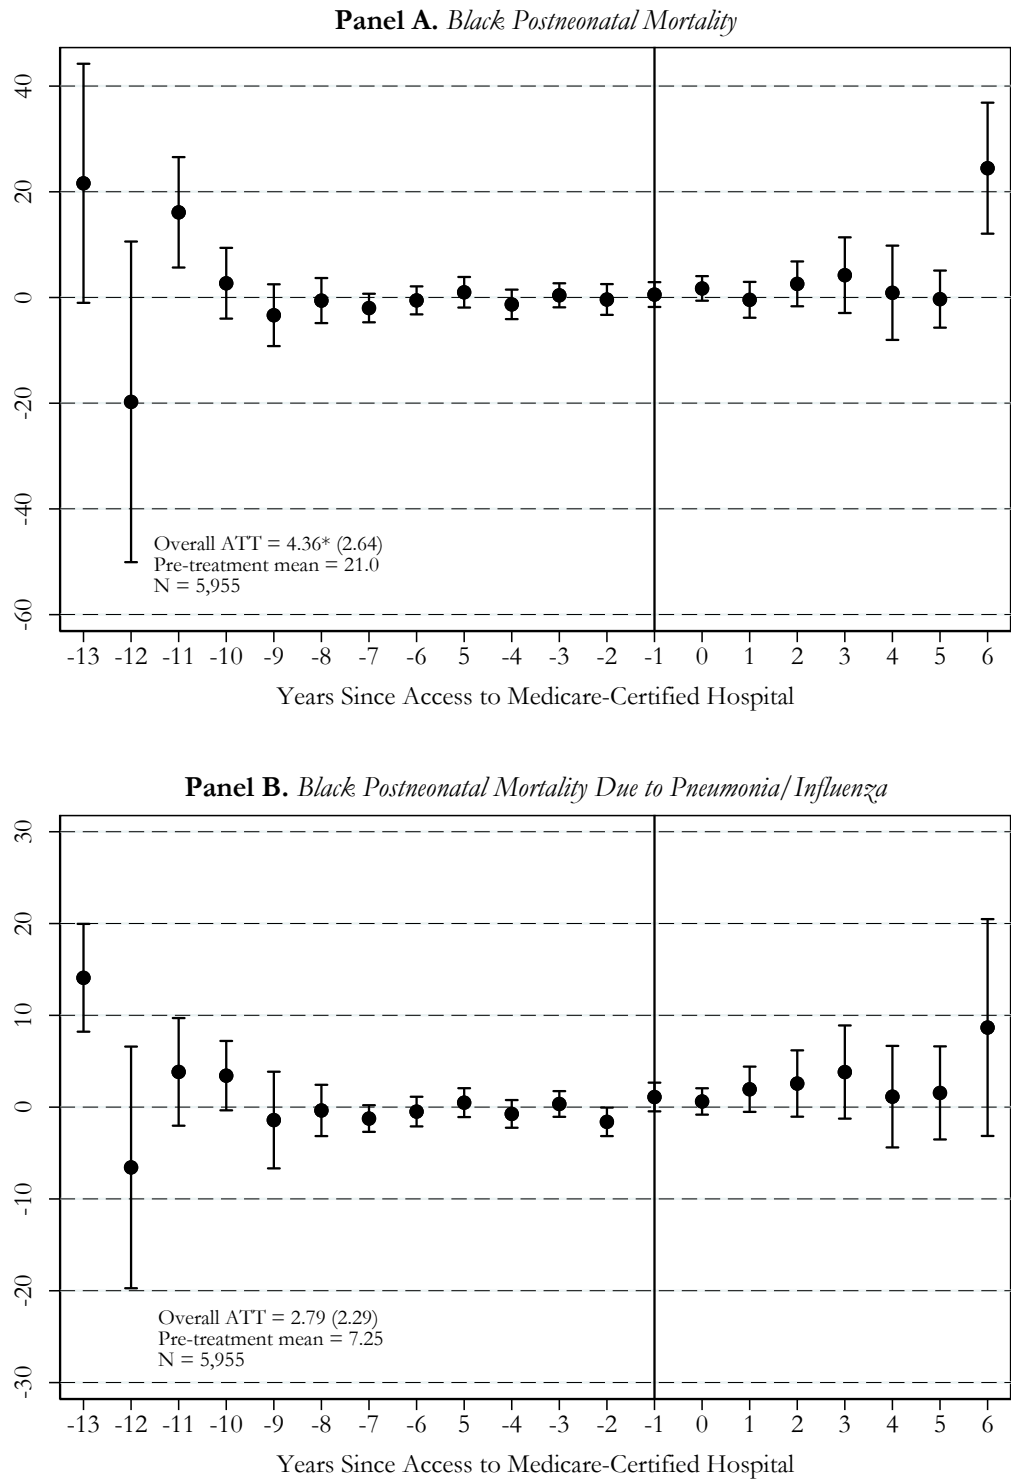 Panel A. Black Postneonatal Mortality
40
20
0
-20
-40
-60
Overall ATT = 4.36* (2.64)
Pre-treatment mean = 21.0
N = 5,955
-13 -12 -11 -10 -9 -8 -7 -6 5 -4 -3 -2 -1 0 1 2 3 4 5 6
Years Since Access to Medicare-Certified Hospital
Panel B. Black Postneonatal Mortality Due to Pneumonia/Influenza
30
20
10
0
-10
-20
-30
Overall ATT = 2.79 (2.29)
Pre-treatment mean = 7.25
N = 5,955
-13 -12 -11 -10 -9 -8 -7 -6 5 -4 -3 -2 -1 0 1 2 3 4 5 6
Years Since Access to Medicare-Certified Hospital